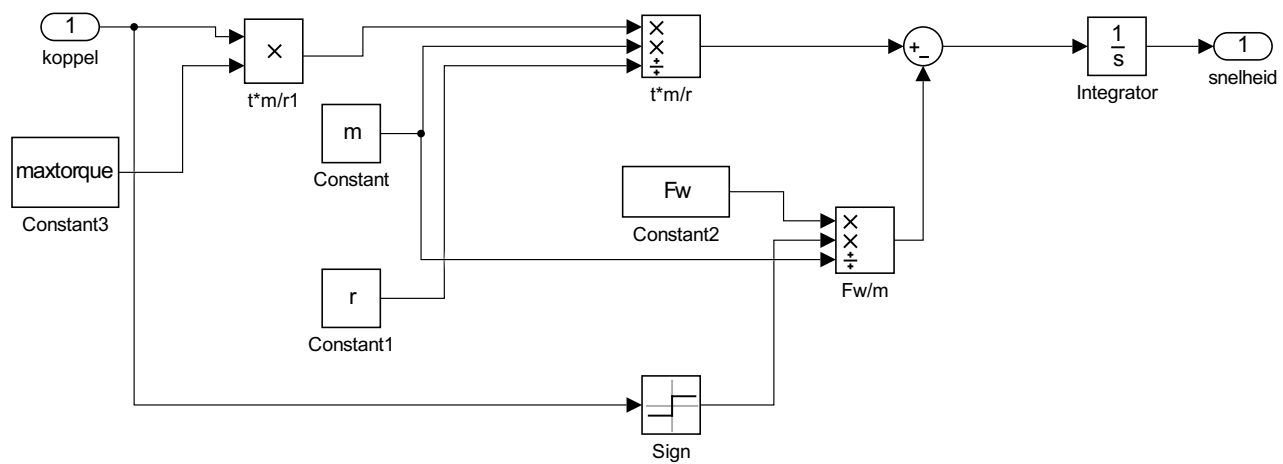 1
koppel
×
t*m/r1
maxtorque
Constant3
m
Constant
r
Constant1
×
×
÷
t*m/r
Fw
Constant2
×
×
÷
Fw/m
Sign
+
−
1
s
Integrator
1
snelheid